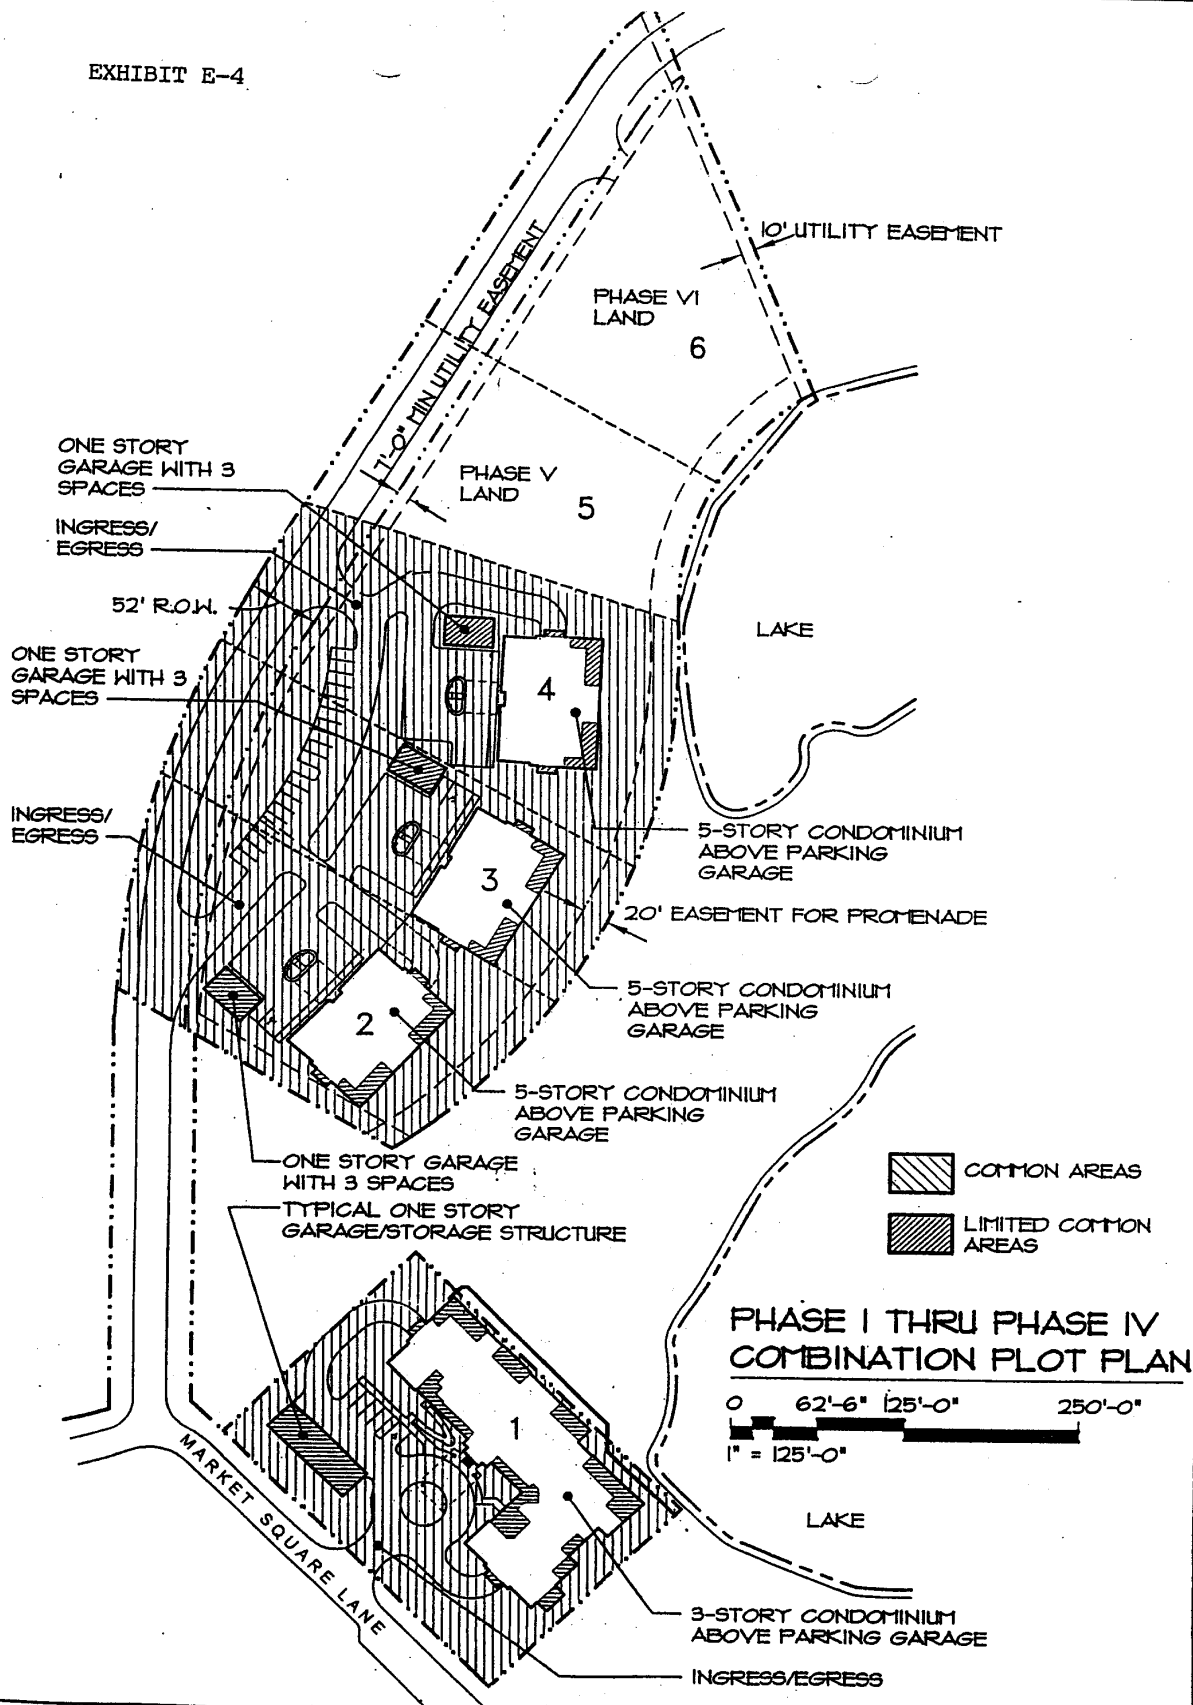 EXHIBIT E-4
10' UTILITY EASEMENT
7'-0" MIN UTILITY EASEMENT
PHASE VI
LAND
6
ONE STORY
GARAGE WITH 3
SPACES
PHASE V
LAND
5
INGRESS/
EGRESS
52' R.O.W.
LAKE
ONE STORY
GARAGE WITH 3
SPACES
4
INGRESS/
EGRESS
5-STORY CONDOMINIUM
ABOVE PARKING
GARAGE
3
20' EASEMENT FOR PROMENADE
5-STORY CONDOMINIUM
ABOVE PARKING
GARAGE
2
5-STORY CONDOMINIUM
ABOVE PARKING
GARAGE
ONE STORY GARAGE
WITH 3 SPACES
TYPICAL ONE STORY
GARAGE/STORAGE STRUCTURE
COMMON AREAS
LIMITED COMMON
AREAS
PHASE I THRU PHASE IV
COMBINATION PLOT PLAN
0 62'-6" 125'-0" 250'-0"
1" = 125'-0"
1
MARKET SQUARE LANE
LAKE
3-STORY CONDOMINIUM
ABOVE PARKING GARAGE
INGRESS/EGRESS